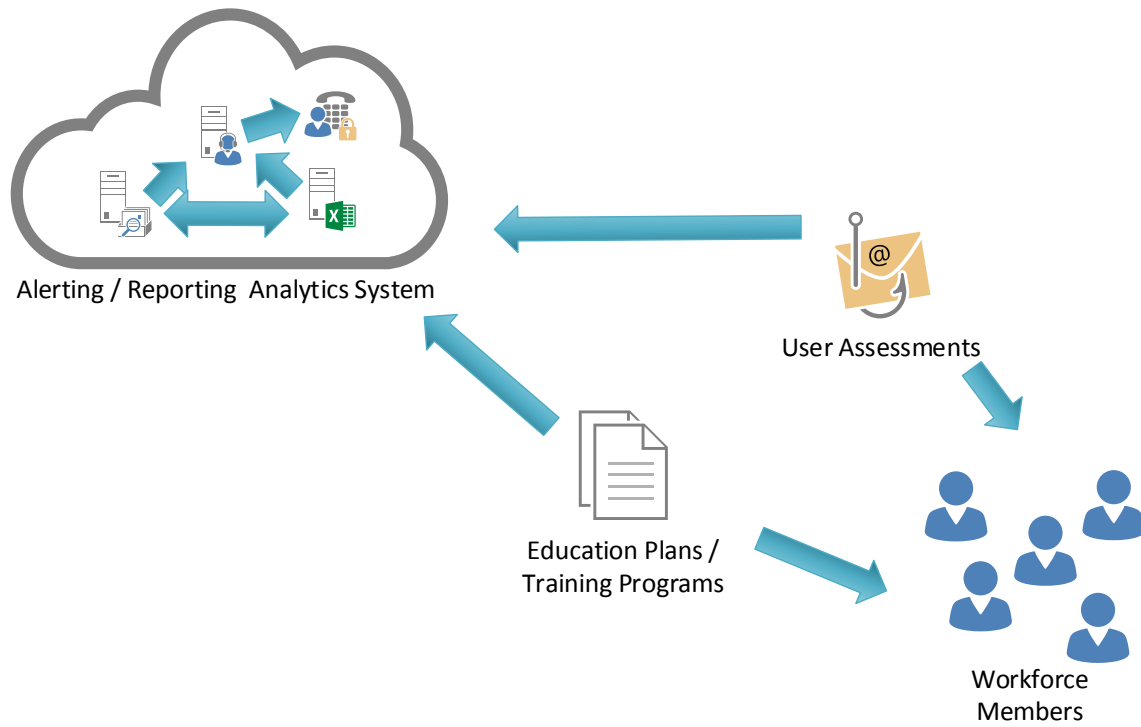 Alerting / Reporting Analytics System
@
User Assessments
Education Plans /
Training Programs
Workforce
Members